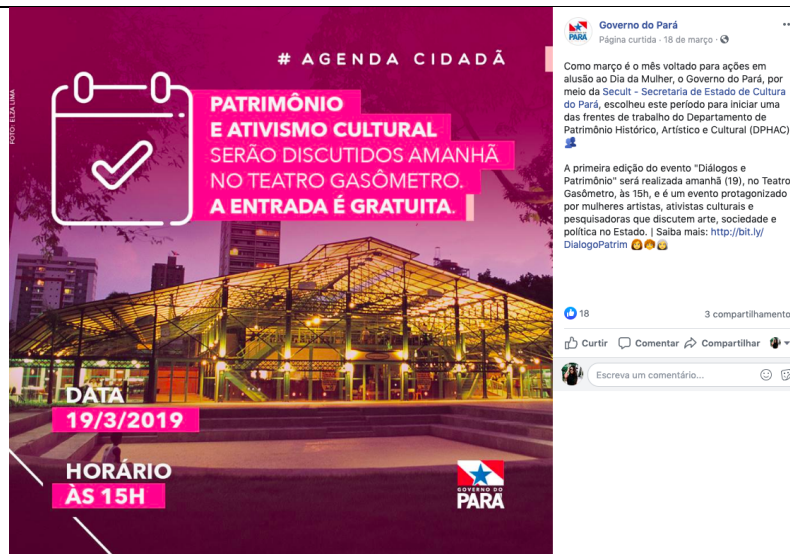 # AGENDA CIDADÃ
FOTO: ELZA LIMA
PATRIMÔNIO
E ATIVISMO CULTURAL
SERÃO DISCUTIDOS AMANHÃ
NO TEATRO GASÔMETRO.
A ENTRADA É GRATUITA.
DATA
19/3/2019
HORÁRIO
ÀS 15H
GOVERNO DO
PARÁ
Governo do Pará
Página curtida · 18 de março ·
Como março é o mês voltado para ações em
alusão ao Dia da Mulher, o Governo do Pará, por
meio da Secult - Secretaria de Estado de Cultura
do Pará, escolheu este período para iniciar uma
das frentes de trabalho do Departamento de
Patrimônio Histórico, Artístico e Cultural (DPHAC)
A primeira edição do evento "Diálogos e
Patrimônio" será realizada amanhã (19), no Teatro
Gasômetro, às 15h, e é um evento protagonizado
por mulheres artistas, ativistas culturais e
pesquisadoras que discutem arte, sociedade e
política no Estado. | Saiba mais: http://bit.ly/
DialogoPatrim
18
3 compartilhamento
Curtir Comentar Compartilhar
Escreva um comentário...